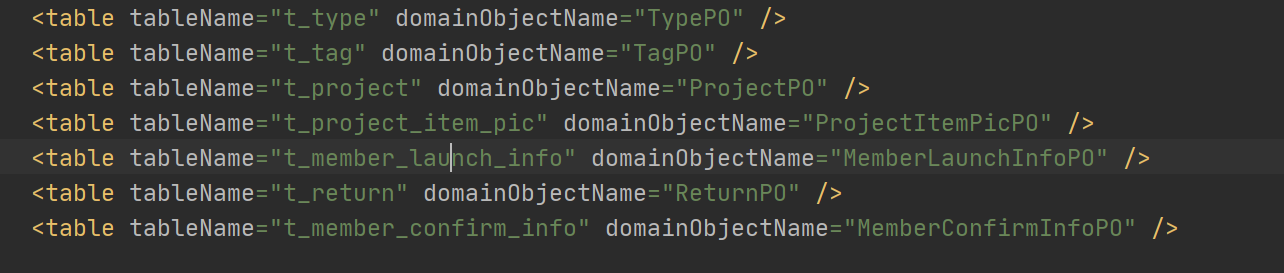 <table tableName="t_type" domainObjectName="TypePO" />
<table tableName="t_tag" domainObjectName="TagPO" />
<table tableName="t_project" domainObjectName="ProjectPO" />
<table tableName="t_project_item_pic" domainObjectName="ProjectItemPicPO" />
<table tableName="t_member_launch_info" domainObjectName="MemberLaunchInfoPO" />
<table tableName="t_return" domainObjectName="ReturnPO" />
<table tableName="t_member_confirm_info" domainObjectName="MemberConfirmInfoPO" />